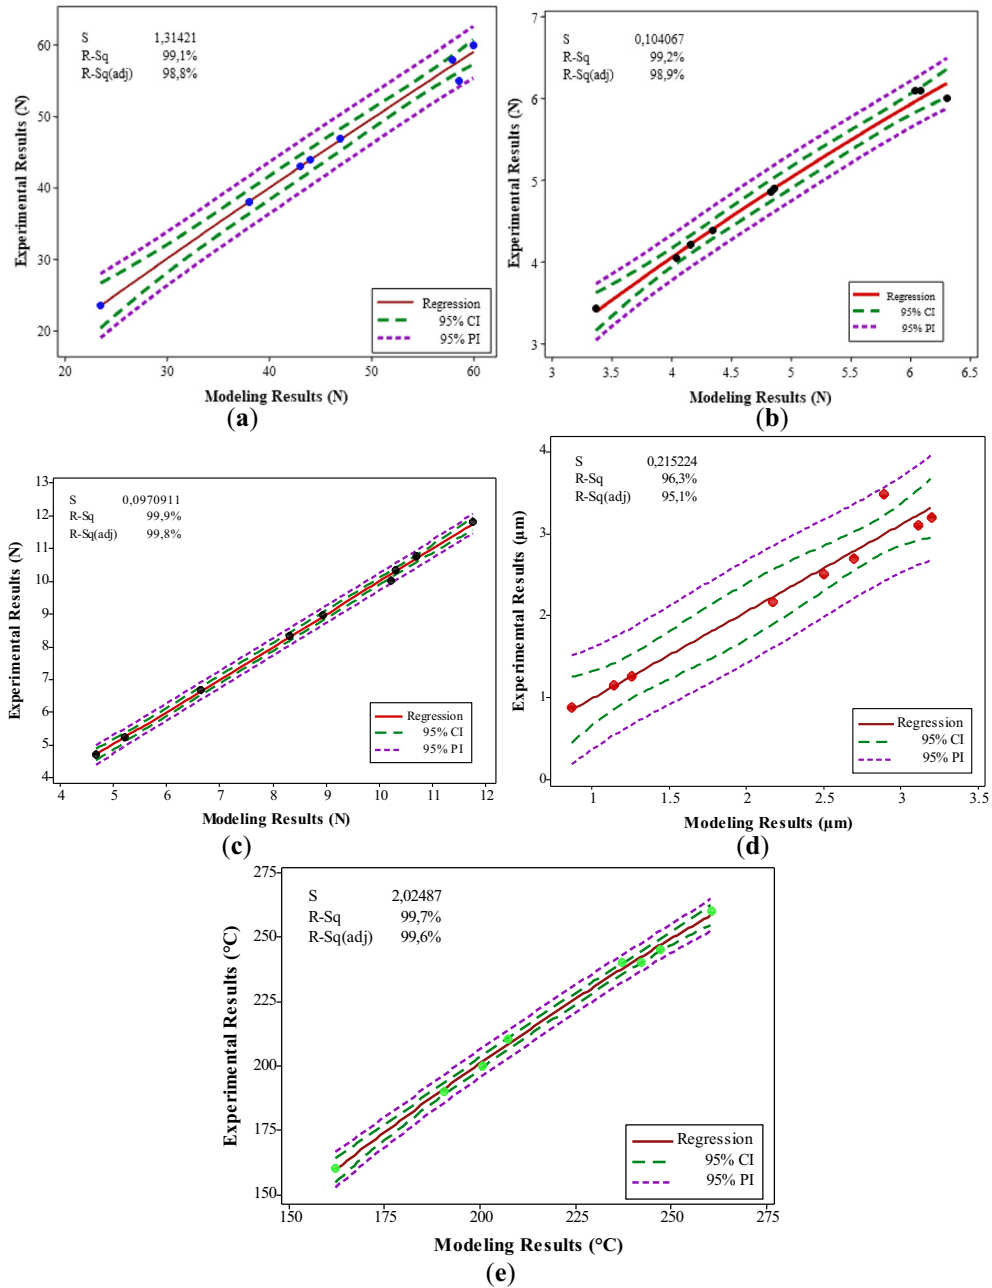 S 1,31421
R-Sq 99,1%
R-Sq(adj) 98,8%
60
50
40
30
20
Experimental Results (N)
Regression
95% CI
95% PI
20 30 40 50 60
Modeling Results (N)
(a)
S 0,104067
R-Sq 99,2%
R-Sq(adj) 98,9%
7
6
5
4
3
Experimental Results (N)
Regression
95% CI
95% PI
3 3.5 4 4.5 5 5.5 6 6.5
Modeling Results (N)
(b)
S 0,0970911
R-Sq 99,9%
R-Sq(adj) 99,8%
13
12
11
10
9
8
7
6
5
4
Experimental Results (N)
Regression
95% CI
95% PI
4 5 6 7 8 9 10 11 12
Modeling Results (N)
(c)
S 0,215224
R-Sq 96,3%
R-Sq(adj) 95,1%
4
3
2
1
0
Experimemtal Results (µm)
Regression
95% CI
95% PI
1 1.5 2 2.5 3 3.5
Modeling Results (µm)
(d)
S 2,02487
R-Sq 99,7%
R-Sq(adj) 99,6%
275
250
225
200
175
150
Experimental Results (°C)
Regression
95% CI
95% PI
150 175 200 225 250 275
Modeling Results (°C)
(e)